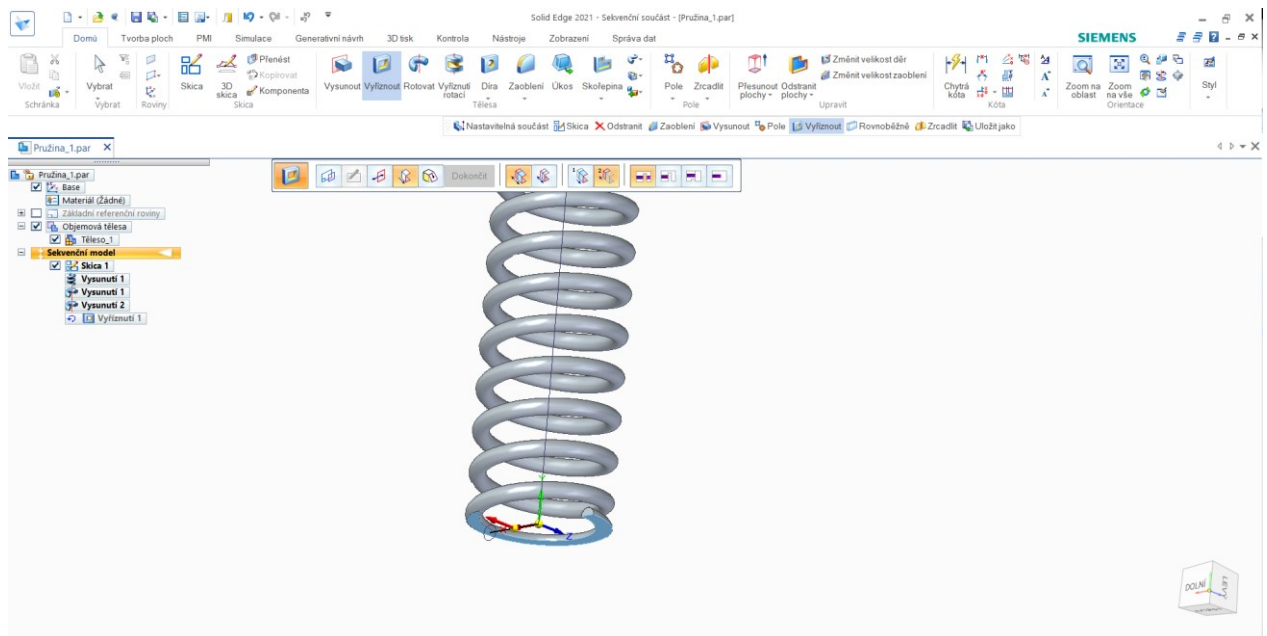 Solid Edge 2021 - Sekvenční součást - [Pružina_1.par]
Domů Tvorba ploch PMI Simulace Generativní návrh 3D tisk Kontrola Nástroje Zobrazení Správa dat SIEMENS
Vložit Vybrat Skica 3D skica Přenést Kopírovat Komponenta Vysunout Vyříznout Rotovat Vyříznutí rotací Díra Zaoblení Úkos Skořepina Pole Zrcadlit Přesunout plochy Odstranit plochy Změnit velikost děr Změnit velikost zaoblení Chytrá kóta Zoom na oblast Zoom na vše Styl
Schránka Vybrat Roviny Skica Tělesa Pole Upravit Kóta Orientace
Nastavitelná součást Skica Odstranit Zaoblení Vysunout Pole Vyříznout Rovnoběžně Zrcadlit Uložit jako
Pružina_1.par
Dokončit
Pružina_1.par
Base
Materiál (Žádné)
Základní referenční roviny
Objemová tělesa
Těleso_1
Sekvenční model
Skica 1
Vysunutí 1
Vysunutí 1
Vysunutí 2
Vyříznutí 1
Z
DOLNÍ LEVÝ